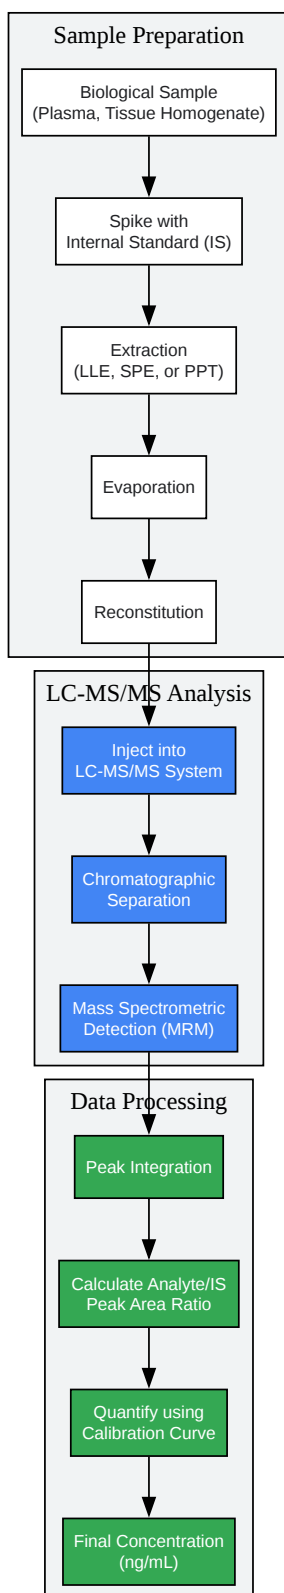 Sample Preparation
Biological Sample
(Plasma, Tissue Homogenate)
Spike with
Internal Standard (IS)
Extraction
(LLE, SPE, or PPT)
Evaporation
Reconstitution
LC-MS/MS Analysis
Inject into
LC-MS/MS System
Chromatographic
Separation
Mass Spectrometric
Detection (MRM)
Data Processing
Peak Integration
Calculate Analyte/IS
Peak Area Ratio
Quantify using
Calibration Curve
Final Concentration
(ng/mL)